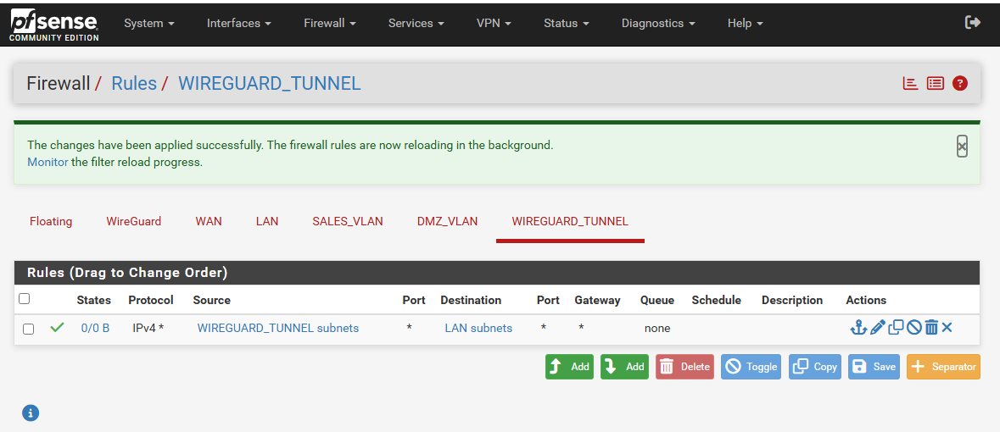 pfsense
COMMUNITY EDITION
System Interfaces Firewall Services VPN Status Diagnostics Help
Firewall / Rules / WIREGUARD_TUNNEL
The changes have been applied successfully. The firewall rules are now reloading in the background.
Monitor the filter reload progress.
Floating WireGuard WAN LAN SALES_VLAN DMZ_VLAN WIREGUARD_TUNNEL
Rules (Drag to Change Order)
States Protocol Source Port Destination Port Gateway Queue Schedule Description Actions
0/0 B IPv4 * WIREGUARD_TUNNEL subnets * LAN subnets * * none
Add Add Delete Toggle Copy Save Separator